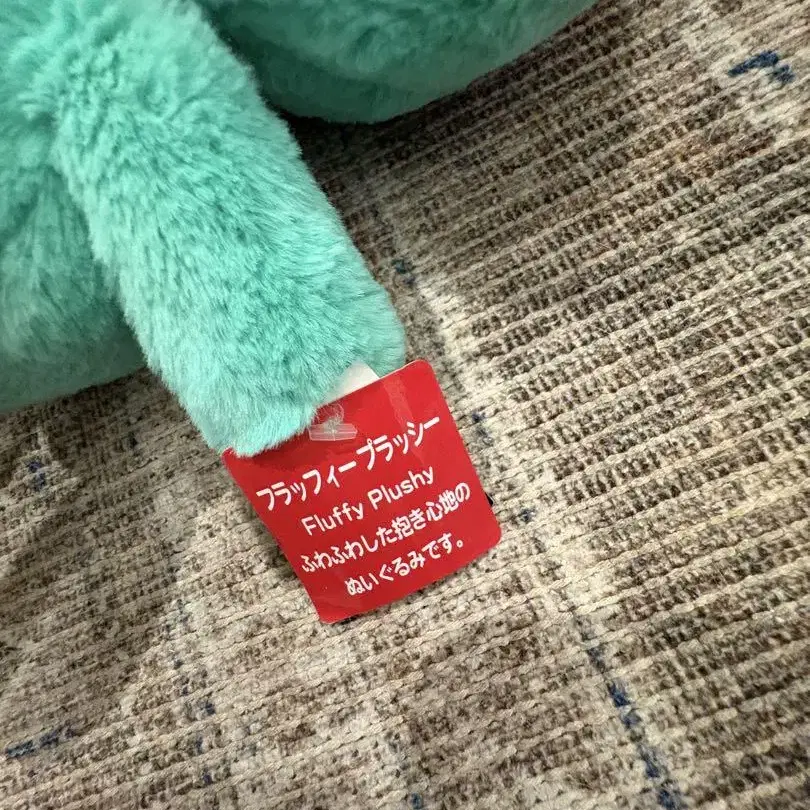 フラッフィープラッシー
Fluffy Plushy
ふわふわした抱き心地の
ぬいぐるみです。